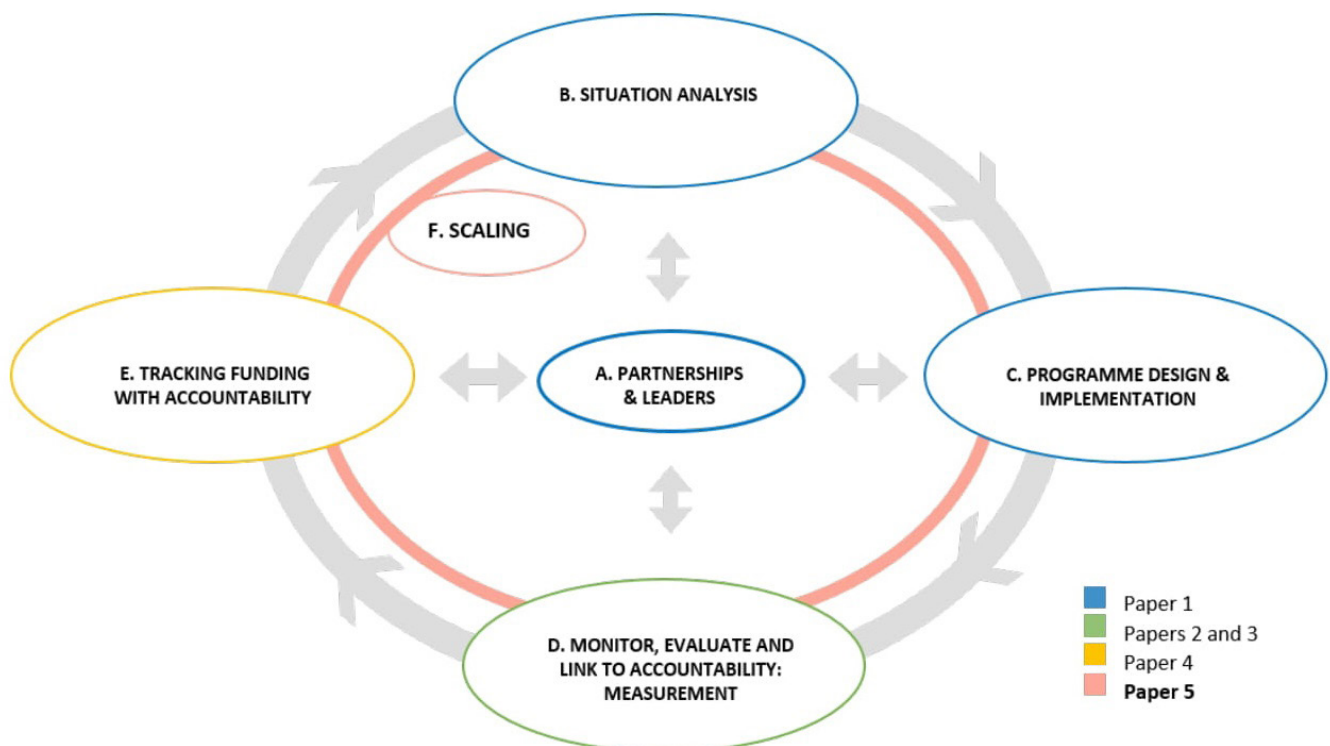 B. SITUATION ANALYSIS
F. SCALING
E. TRACKING FUNDING
WITH ACCOUNTABILITY
A. PARTNERSHIPS
& LEADERS
C. PROGRAMME DESIGN &
IMPLEMENTATION
D. MONITOR, EVALUATE AND
LINK TO ACCOUNTABILITY:
MEASUREMENT
Paper 1
Papers 2 and 3
Paper 4
Paper 5